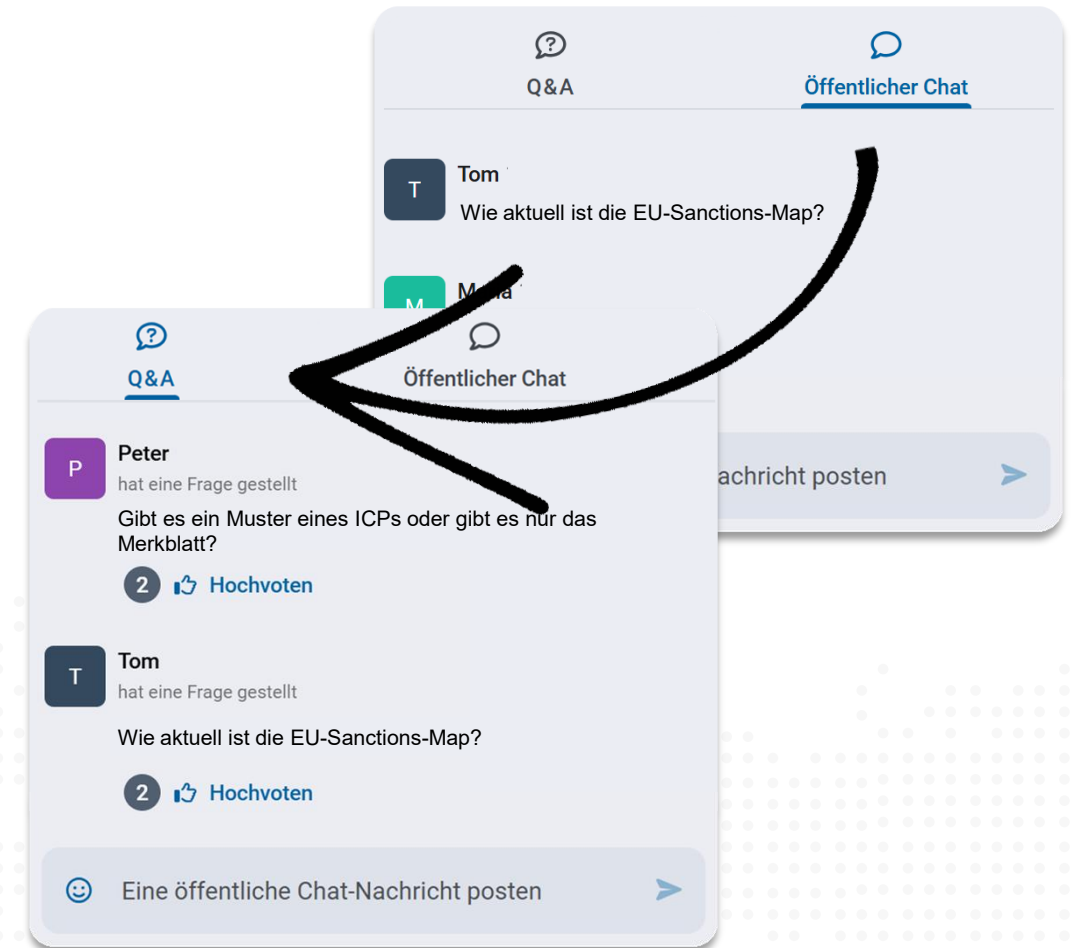 Q&A
Öffentlicher Chat
T
Tom
Wie aktuell ist die EU-Sanctions-Map?
M
achricht posten
Q&A
Öffentlicher Chat
P
Peter
hat eine Frage gestellt
Gibt es ein Muster eines ICPs oder gibt es nur das
Merkblatt?
2 Hochvoten
T
Tom
hat eine Frage gestellt
Wie aktuell ist die EU-Sanctions-Map?
2 Hochvoten
Eine öffentliche Chat-Nachricht posten